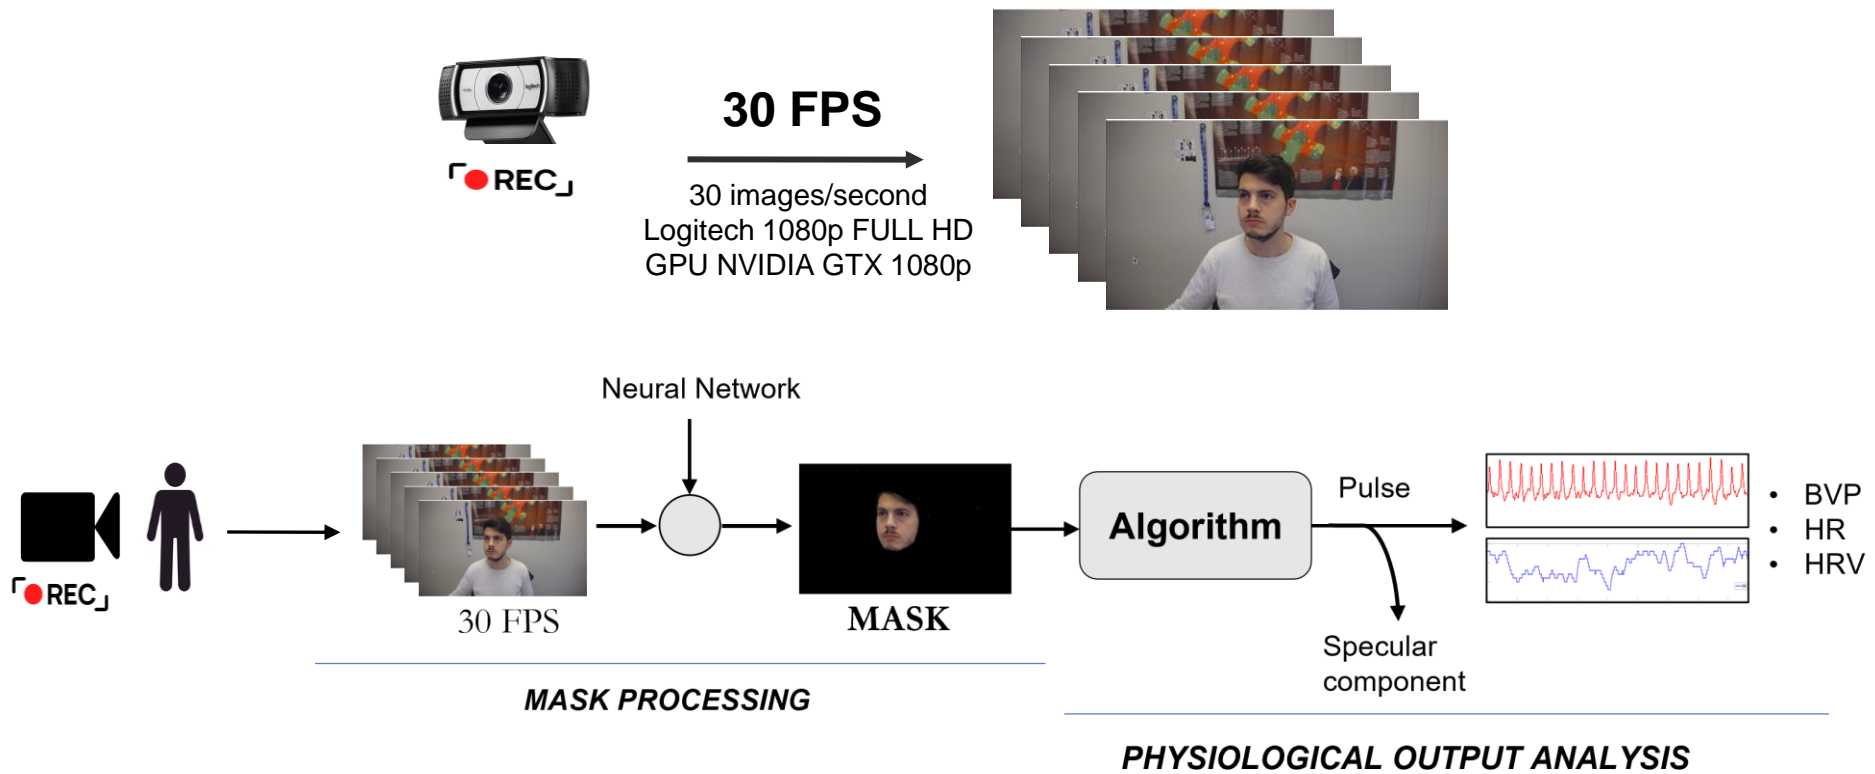 logitech
30 FPS
REC
30 images/second
Logitech 1080p FULL HD
GPU NVIDIA GTX 1080p
Neural Network
REC
30 FPS
MASK
Algorithm
Pulse
Specular
component
• BVP
• HR
• HRV
MASK PROCESSING
PHYSIOLOGICAL OUTPUT ANALYSIS